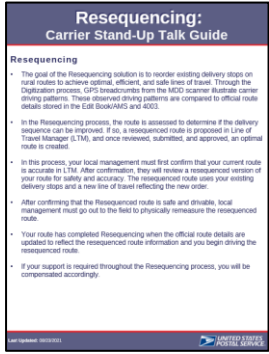 Resequencing:
Carrier Stand-Up Talk Guide
Resequencing
• The goal of the Resequencing solution is to reorder existing delivery stops on
rural routes to achieve optimal, efficient, and safe lines of travel. Through the
Digitization process, GPS breadcrumbs from the MDD scanner illustrate carrier
driving patterns. These observed driving patterns are compared to official route
details stored in the Edit Book/AMS and 4003.
• In the Resequencing process, the route is assessed to determine if the delivery
sequence can be improved. If so, a resequenced route is proposed in Line of
Travel Manager (LTM), and once reviewed, submitted, and approved, an optimal
route is created.
• In this process, your local management must first confirm that your current route
is accurate in LTM. After confirmation, they will review a resequenced version of
your route for safety and accuracy. The resequenced route uses your existing
delivery stops and a new line of travel reflecting the new order.
• After confirming that the Resequenced route is safe and drivable, local
management must go out to the field to physically remeasure the resequenced
route.
• Your route has completed Resequencing when the official route details are
updated to reflect the resequenced route information and you begin driving the
resequenced route.
• If your support is required throughout the Resequencing process, you will be
compensated accordingly.
Last Updated: 08/03/2021
UNITED STATES
POSTAL SERVICE